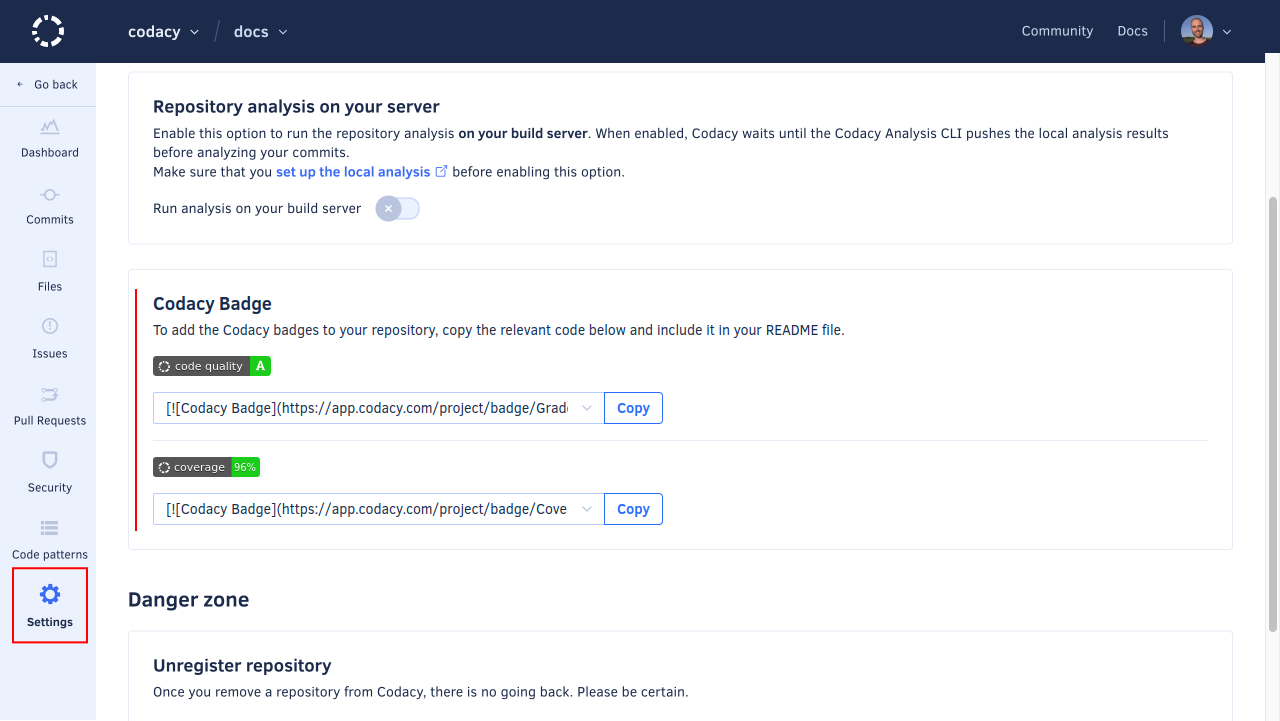 codacy
docs
Community
Docs
Go back
Dashboard
Commits
Files
Issues
Pull Requests
Security
Code patterns
Settings
Repository analysis on your server
Enable this option to run the repository analysis on your build server. When enabled, Codacy waits until the Codacy Analysis CLI pushes the local analysis results
before analyzing your commits.
Make sure that you set up the local analysis before enabling this option.
Run analysis on your build server
Codacy Badge
To add the Codacy badges to your repository, copy the relevant code below and include it in your README file.
code quality A
[![Codacy Badge](https://app.codacy.com/project/badge/Grad
Copy
coverage 96%
[![Codacy Badge](https://app.codacy.com/project/badge/Cove
Copy
Danger zone
Unregister repository
Once you remove a repository from Codacy, there is no going back. Please be certain.